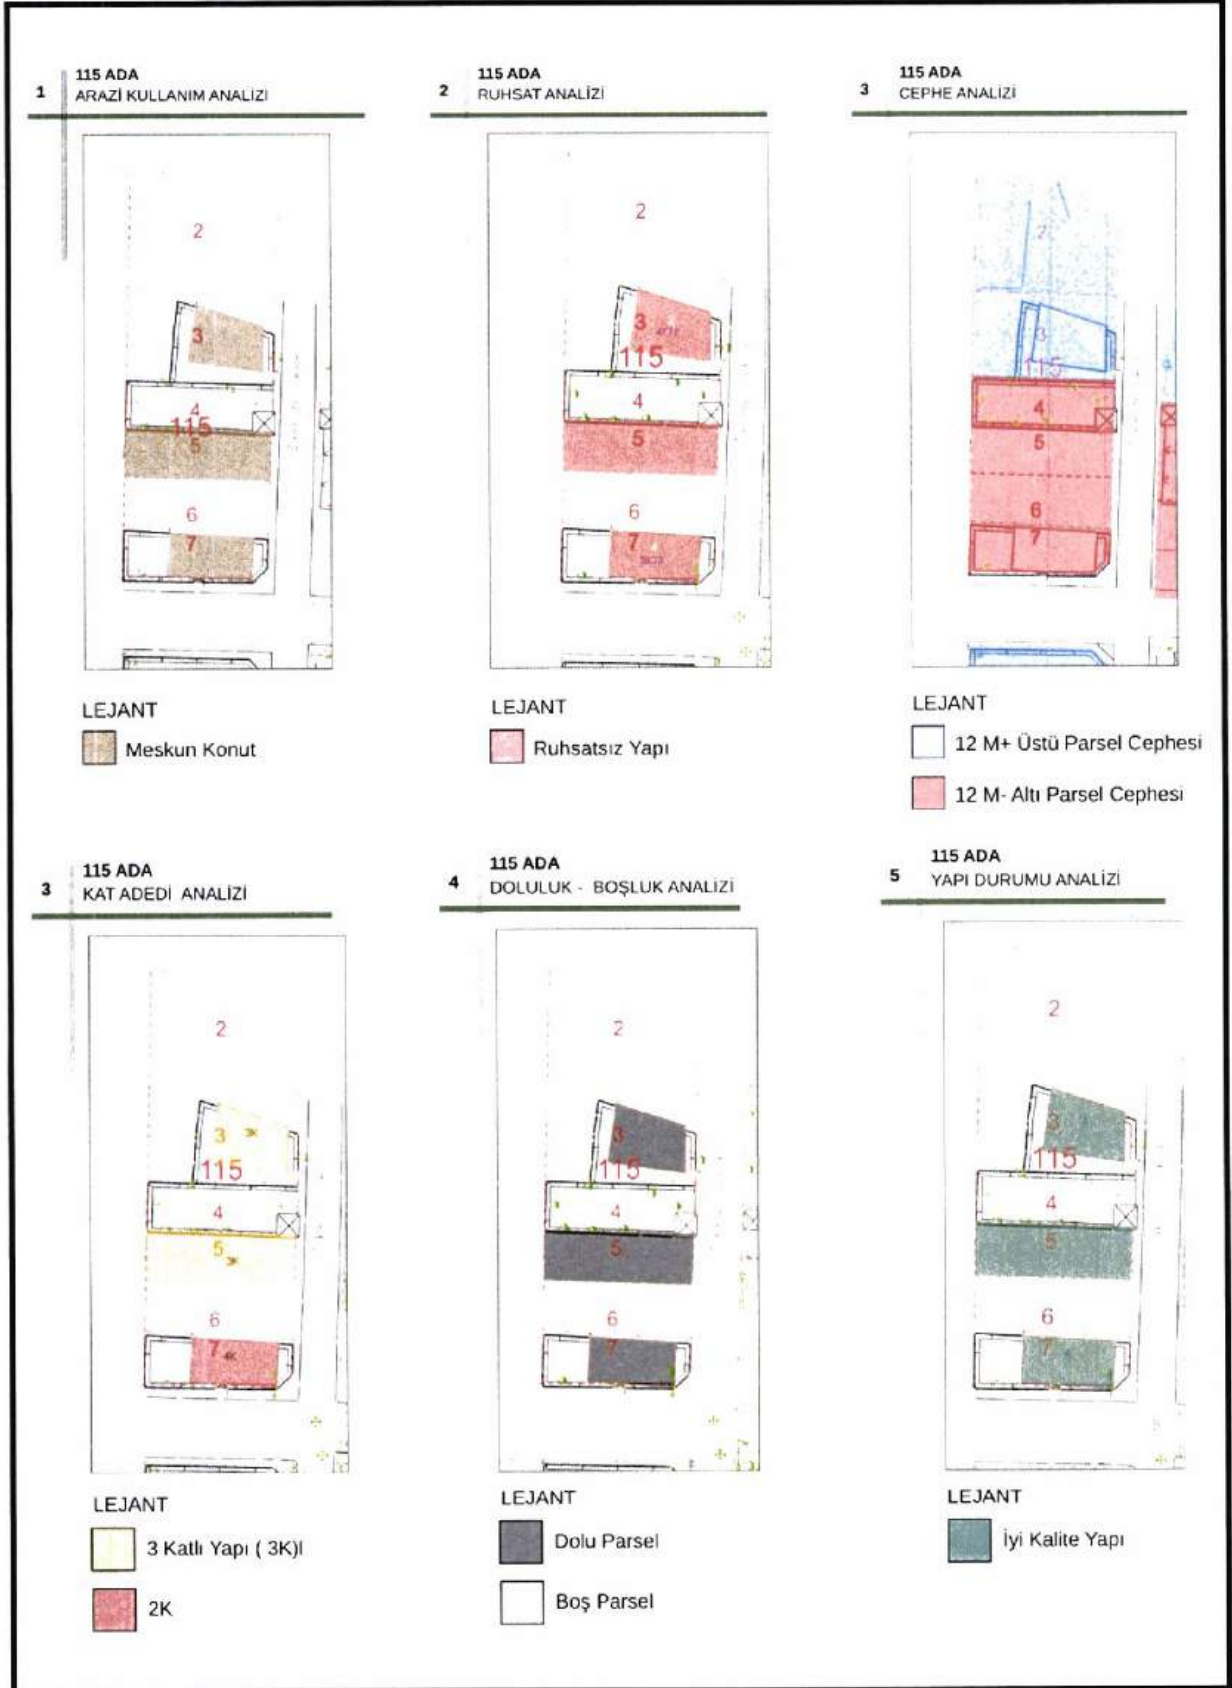 1
115 ADA
ARAZİ KULLANIM ANALİZİ
2
3
4
115
5
6
7
LEJANT
Meskun Konut
2
115 ADA
RUHSAT ANALİZİ
2
3
115
4
5
6
7
LEJANT
Ruhsatsız Yapı
3
115 ADA
CEPHE ANALİZİ
2
3
115
4
5
6
7
LEJANT
12 M+ Üstü Parsel Cephesi
12 M- Altı Parsel Cephesi
3
115 ADA
KAT ADEDİ ANALİZİ
2
3 3K
115
4
5
3K
6
7 4K
LEJANT
3 Katlı Yapı ( 3K)l
2K
4
115 ADA
DOLULUK - BOŞLUK ANALİZİ
2
3
115
4
5
6
7
LEJANT
Dolu Parsel
Boş Parsel
5
115 ADA
YAPI DURUMU ANALİZİ
2
3
115
4
5
6
7
LEJANT
İyi Kalite Yapı